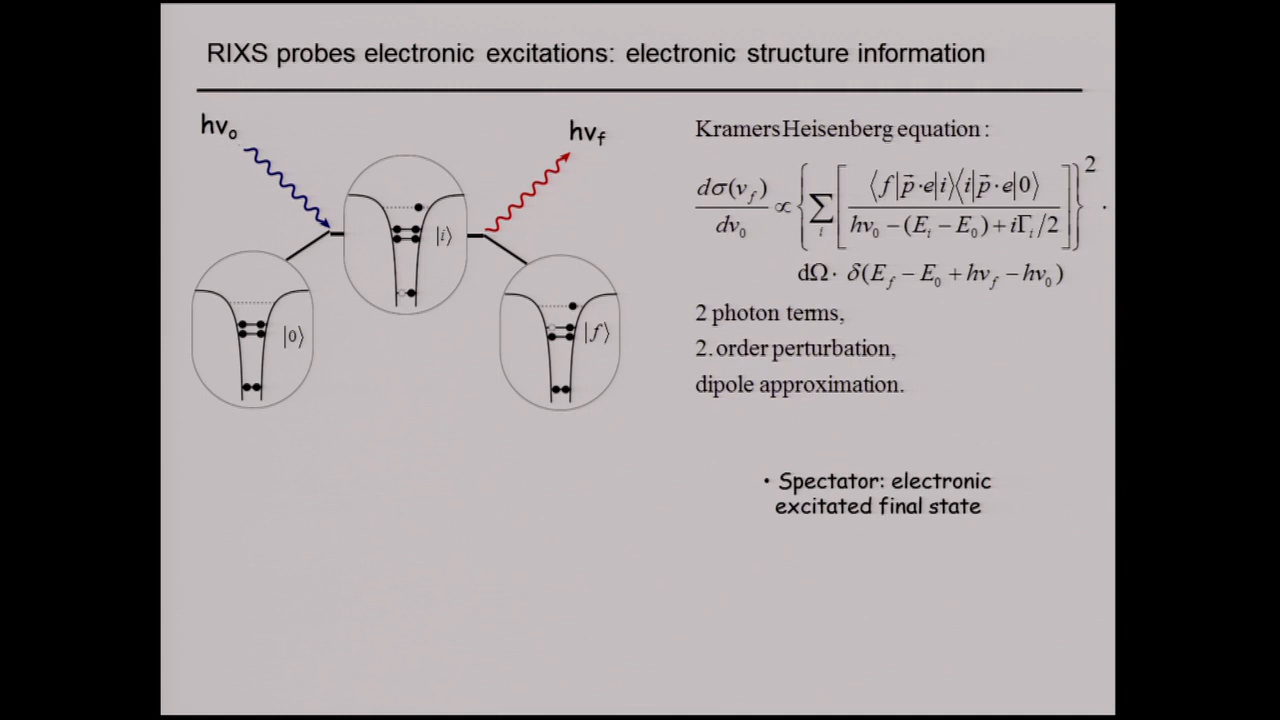 RIXS probes electronic excitations: electronic structure information
hν₀
hν_f
|i⟩
|0⟩
|f⟩
Kramers Heisenberg equation :
dσ(ν_f)/dν₀ ∝ { ∑_i [ ⟨f|p⃗·e|i⟩⟨i|p⃗·e|0⟩ / hν₀ − (E_i − E₀) + iΓ_i/2 ] }² ·
dΩ · δ(E_f − E₀ + hν_f − hν₀)
2 photon terms,
2. order perturbation,
dipole approximation.
• Spectator: electronic
excitated final state